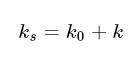 k_s = k_0 + k